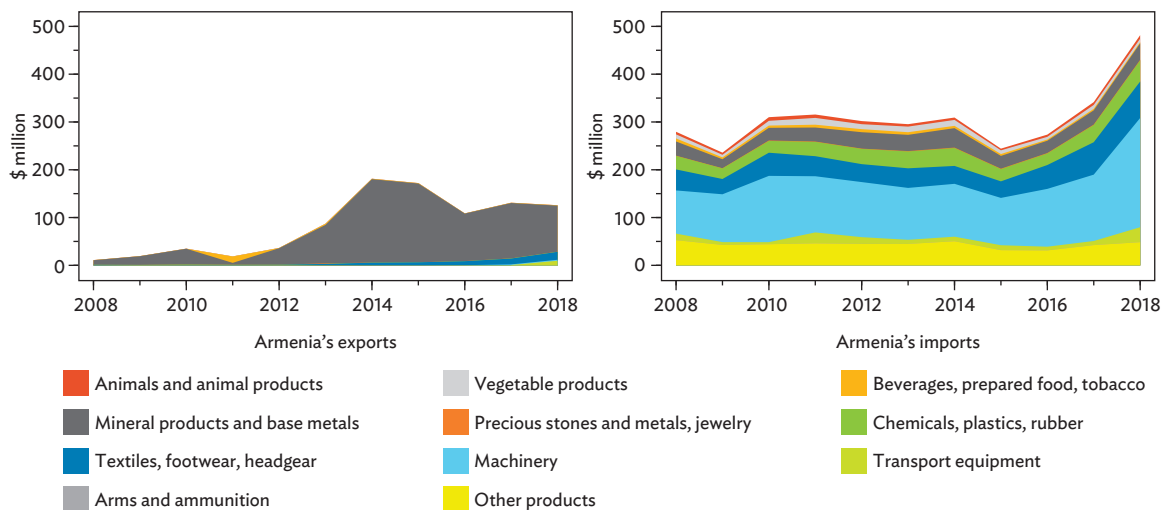 $ million
500
400
300
200
100
0
2008 2010 2012 2014 2016 2018
Armenia's exports
$ million
500
400
300
200
100
0
2008 2010 2012 2014 2016 2018
Armenia's imports
Animals and animal products
Vegetable products
Beverages, prepared food, tobacco
Mineral products and base metals
Precious stones and metals, jewelry
Chemicals, plastics, rubber
Textiles, footwear, headgear
Machinery
Transport equipment
Arms and ammunition
Other products